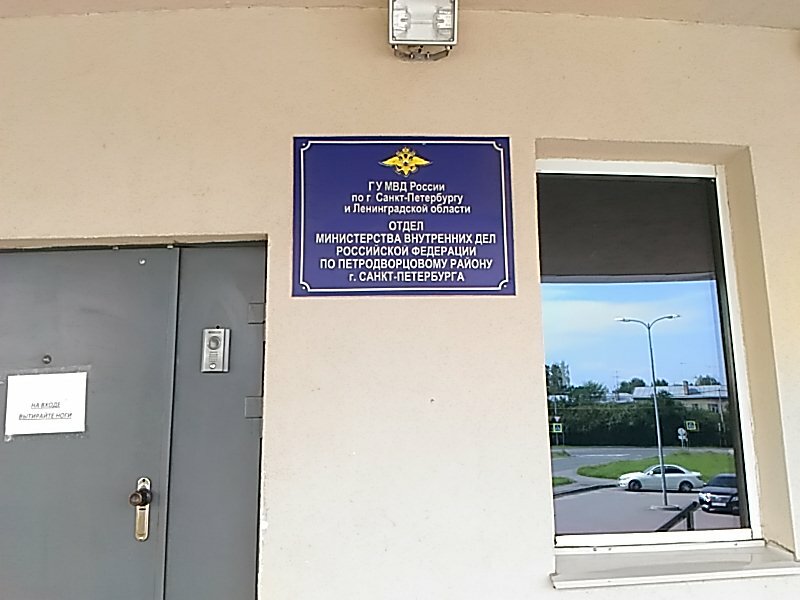 ГУ МВД России
по г. Санкт-Петербургу
и Ленинградской области
ОТДЕЛ
МИНИСТЕРСТВА ВНУТРЕННИХ ДЕЛ
РОССИЙСКОЙ ФЕДЕРАЦИИ
ПО ПЕТРОДВОРЦОВОМУ РАЙОНУ
г. САНКТ-ПЕТЕРБУРГА
НА ВХОДЕ
ВЫТИРАЙТЕ НОГИ